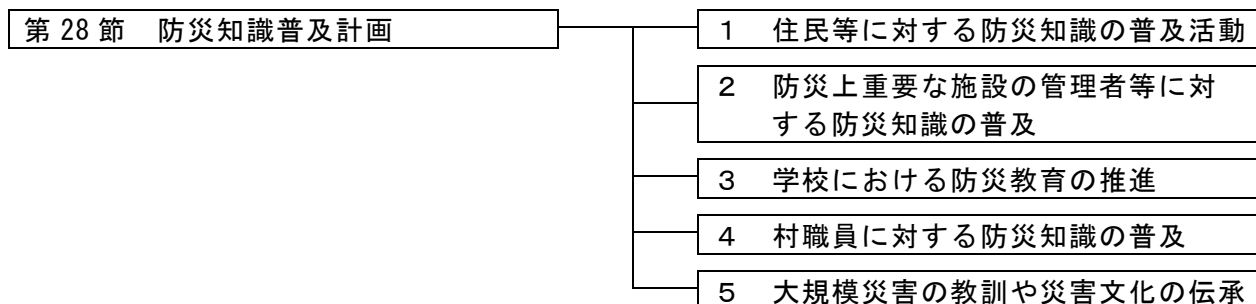 第 28 節　防災知識普及計画
１　住民等に対する防災知識の普及活動
２　防災上重要な施設の管理者等に対
する防災知識の普及
３　学校における防災教育の推進
４　村職員に対する防災知識の普及
５　大規模災害の教訓や災害文化の伝承